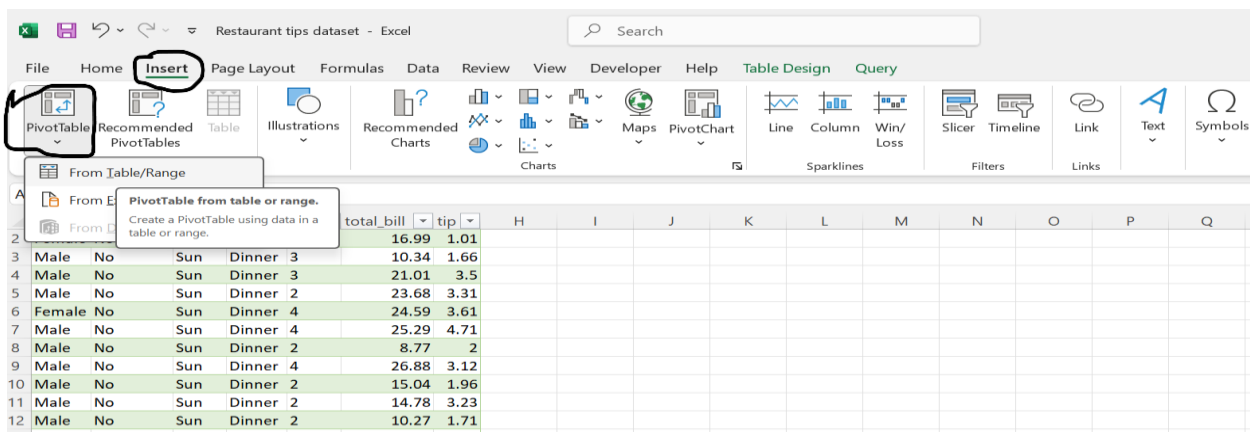 Restaurant tips dataset - Excel
Search
File Home Insert Page Layout Formulas Data Review View Developer Help Table Design Query
PivotTable Recommended PivotTables Table Illustrations Recommended Charts Maps PivotChart Line Column Win/Loss Slicer Timeline Link Text Symbols
Charts Sparklines Filters Links
From Table/Range
From E
From D
PivotTable from table or range.
Create a PivotTable using data in a
table or range.
A
total_bill tip H I J K L M N O P Q
2 16.99 1.01
3 Male No Sun Dinner 3 10.34 1.66
4 Male No Sun Dinner 3 21.01 3.5
5 Male No Sun Dinner 2 23.68 3.31
6 Female No Sun Dinner 4 24.59 3.61
7 Male No Sun Dinner 4 25.29 4.71
8 Male No Sun Dinner 2 8.77 2
9 Male No Sun Dinner 4 26.88 3.12
10 Male No Sun Dinner 2 15.04 1.96
11 Male No Sun Dinner 2 14.78 3.23
12 Male No Sun Dinner 2 10.27 1.71